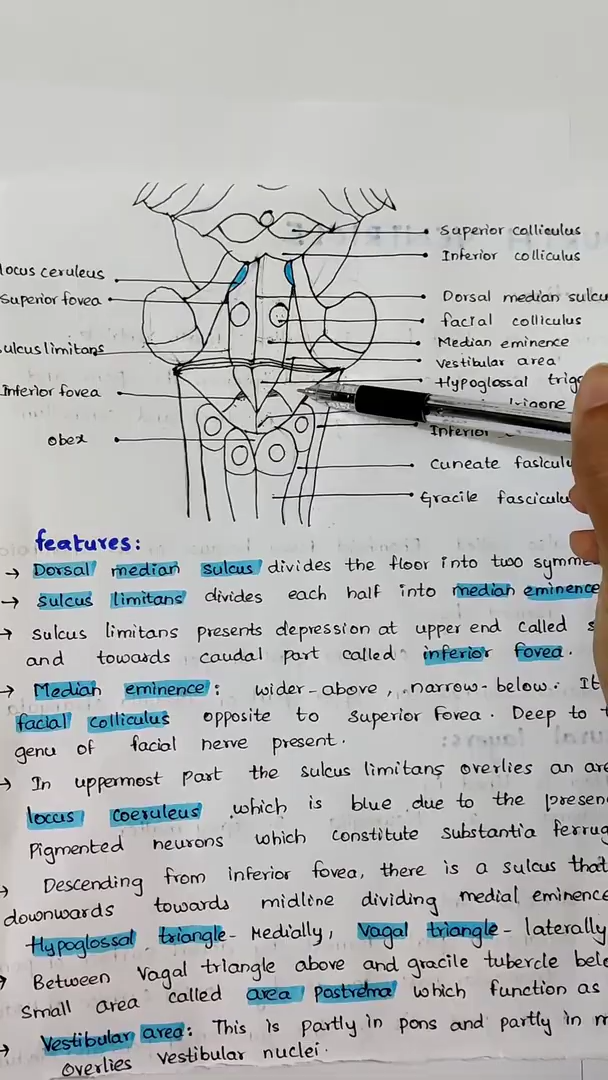 Superior colliculus
Inferior colliculus
locus ceruleus
Superior fovea
Dorsal median sulcu
facial colliculus
Median eminence
ulcus limitans
Vestibular area
Hypoglossal trig
Inferior fovea
Inferior
obex
Cuneate fasicul
Gracile fasciculu
features:
→ Dorsal median sulcus divides the floor into two symme
→ Sulcus limitans divides each half into median eminence
→ Sulcus limitans presents depression at upper end called s
and towards caudal part called inferior fovea.
→ Median eminence: wider-above, narrow-below. It
facial colliculus opposite to superior fovea. Deep to t
genu of facial nerve present.
→ In uppermost part the sulcus limitans overlies an are
locus coeruleus which is blue due to the presen
Pigmented neurons which constitute substantia ferrug
→ Descending from inferior fovea, there is a sulcus that
downwards towards midline dividing medial eminence
Hypoglossal triangle- Medially, Vagal triangle- laterally
→ Between Vagal triangle above and gracile tubercle bel
small area called area postrema which function as
→ Vestibular area: This is partly in pons and partly in m
overlies vestibular nuclei.